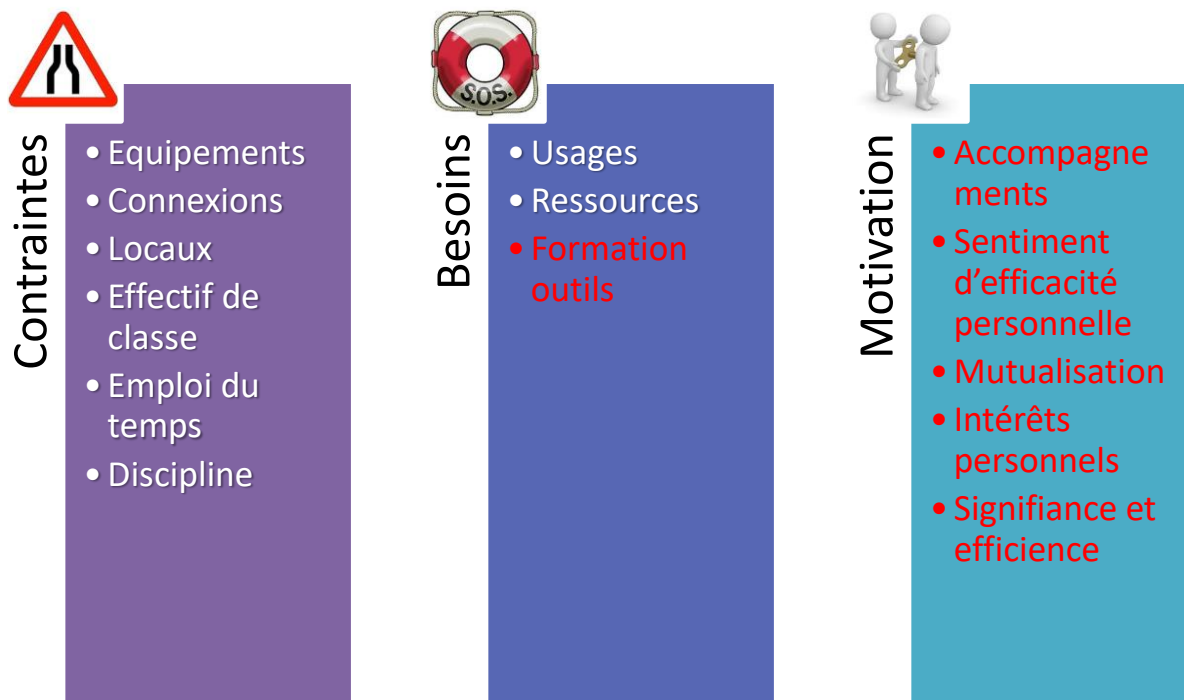 Contraintes
• Equipements
• Connexions
• Locaux
• Effectif de
classe
• Emploi du
temps
• Discipline
S.O.S.
Besoins
• Usages
• Ressources
• Formation
outils
Motivation
• Accompagne
ments
• Sentiment
d’efficacité
personnelle
• Mutualisation
• Intérêts
personnels
• Signifiance et
efficience